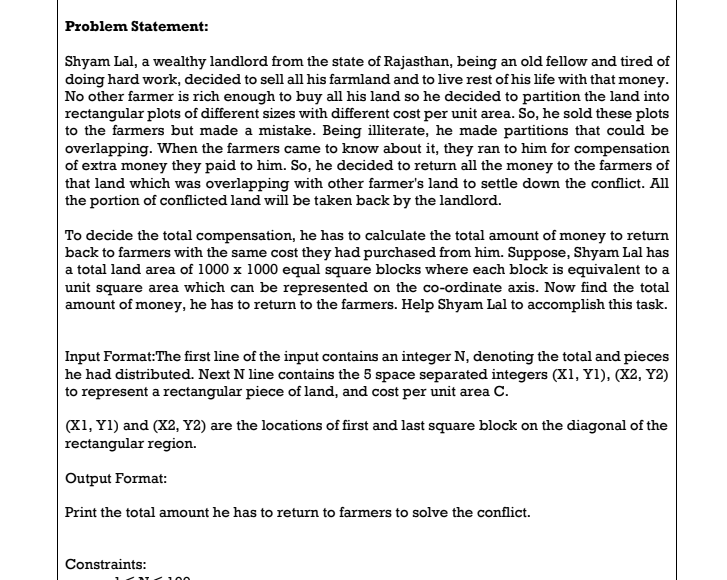 Problem Statement:
Shyam Lal, a wealthy landlord from the state of Rajasthan, being an old fellow and tired of
doing hard work, decided to sell all his farmland and to live rest of his life with that money.
No other farmer is rich enough to buy all his land so he decided to partition the land into
rectangular plots of different sizes with different cost per unit area. So, he sold these plots
to the farmers but made a mistake. Being illiterate, he made partitions that could be
overlapping. When the farmers came to know about it, they ran to him for compensation
of extra money they paid to him. So, he decided to return all the money to the farmers of
that land which was overlapping with other farmer's land to settle down the conflict. All
the portion of conflicted land will be taken back by the landlord.
To decide the total compensation, he has to calculate the total amount of money to return
back to farmers with the same cost they had purchased from him. Suppose, Shyam Lal has
a total land area of 1000 x 1000 equal square blocks where each block is equivalent to a
unit square area which can be represented on the co-ordinate axis. Now find the total
amount of money, he has to return to the farmers. Help Shyam Lal to accomplish this task.
Input Format:The first line of the input contains an integer N, denoting the total and pieces
he had distributed. Next N line contains the 5 space separated integers (X1, Y1), (X2, Y2)
to represent a rectangular piece of land, and cost per unit area C.
(X1, Y1) and (X2, Y2) are the locations of first and last square block on the diagonal of the
rectangular region.
Output Format:
Print the total amount he has to return to farmers to solve the conflict.
Constraints: